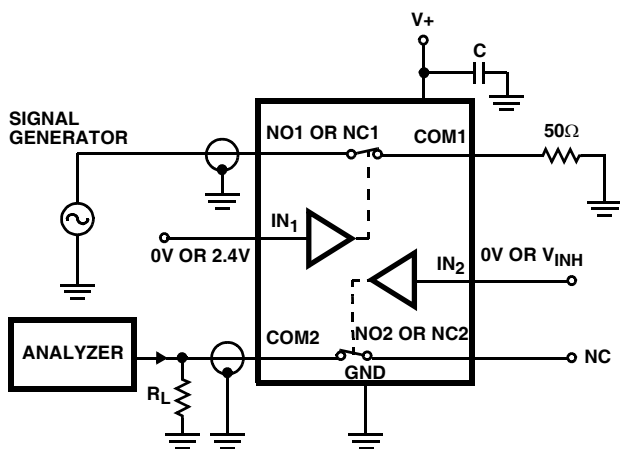 V+
C
SIGNAL
GENERATOR
NO1 OR NC1
COM1
50Ω
IN1
0V OR 2.4V
IN2
0V OR VINH
COM2
NO2 OR NC2
ANALYZER
NC
GND
RL